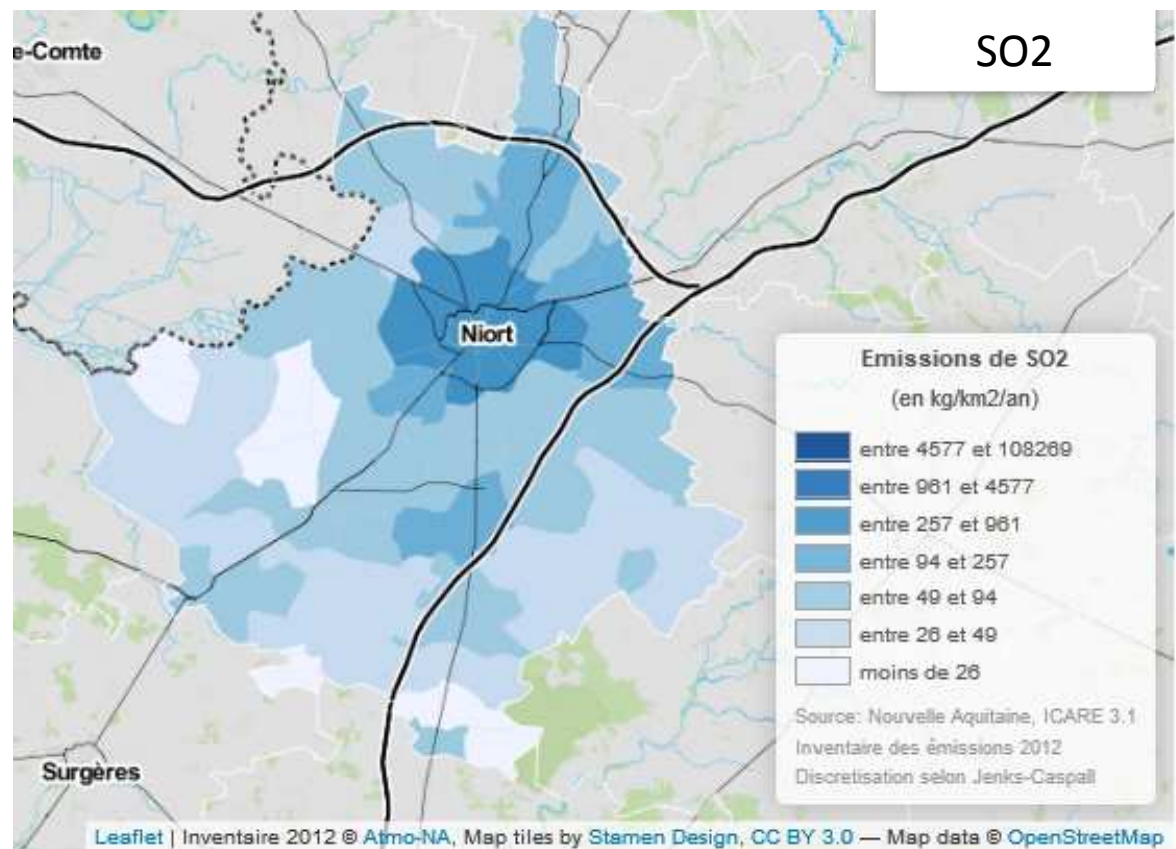 SO2
e-Comte
Niort
Emissions de SO2
(en kg/km2/an)
entre 4577 et 108269
entre 961 et 4577
entre 257 et 961
entre 94 et 257
entre 49 et 94
entre 26 et 49
moins de 26
Source: Nouvelle Aquitaine, ICARE 3.1
Inventaire des émissions 2012
Discretisation selon Jenks-Caspall
Surgères
Leaflet | Inventaire 2012 © Atmo-NA, Map tiles by Stamen Design, CC BY 3.0 — Map data © OpenStreetMap